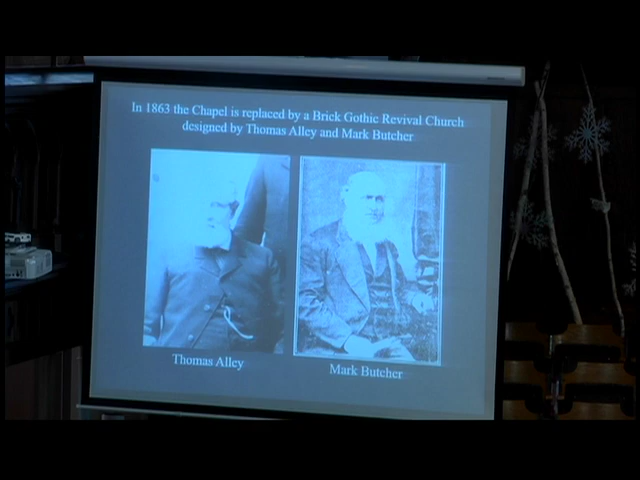 In 1863 the Chapel is replaced by a Brick Gothic Revival Church
designed by Thomas Alley and Mark Butcher
Thomas Alley
Mark Butcher